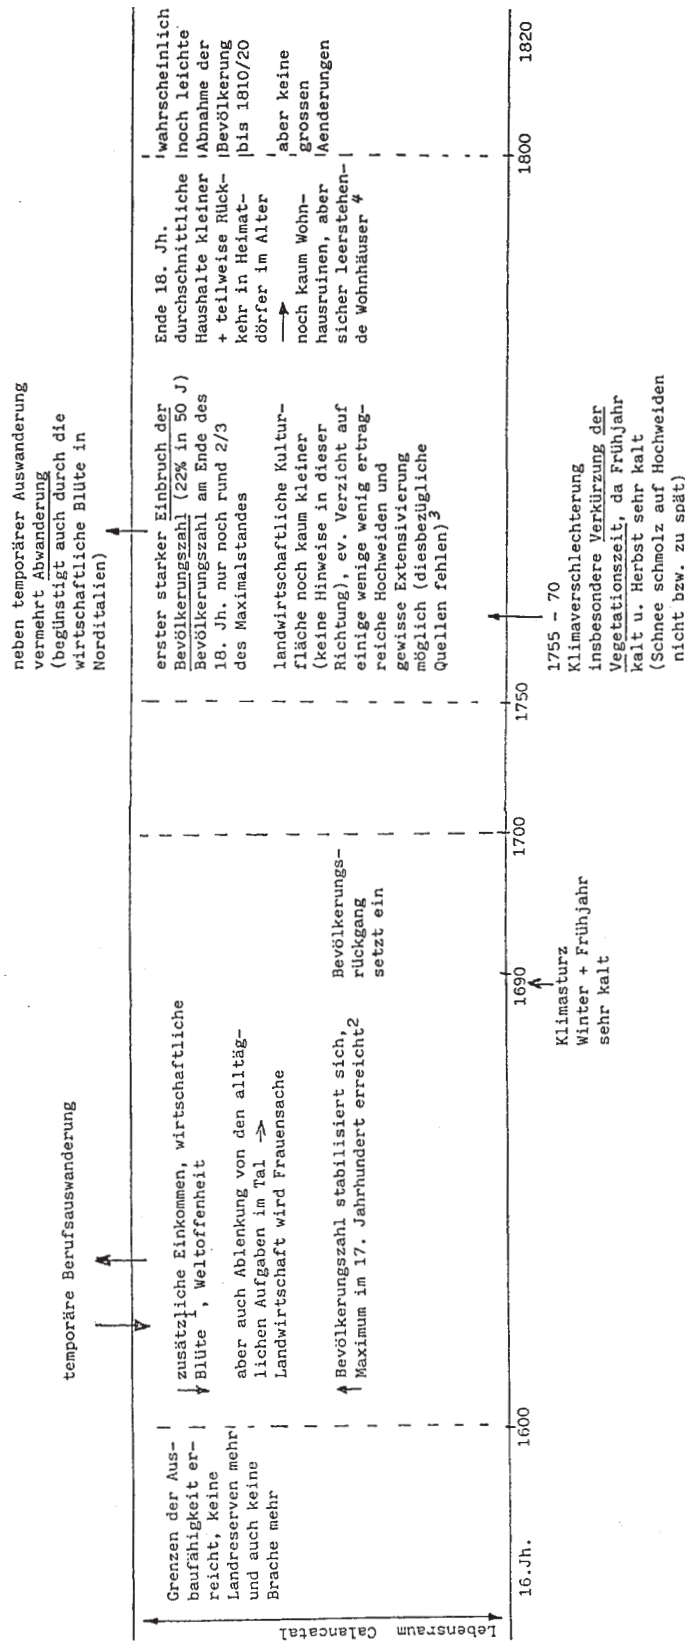 temporäre Berufsauswanderung
neben temporärer Auswanderung
vermehrt Abwanderung
(begünstigt auch durch die
wirtschaftliche Blüte in
Norditalien)
Lebensraum Calancatal
Grenzen der Aus-
baufähigkeit er-
reicht, keine
Landreserven mehr
und auch keine
Brache mehr
zusätzliche Einkommen, wirtschaftliche
Blüte 1, Weltoffenheit
aber auch Ablenkung von den alltäg-
lichen Aufgaben im Tal ->>
Landwirtschaft wird Frauensache
Bevölkerungszahl stabilisiert sich,
Maximum im 17. Jahrhundert erreicht2
Bevölkerungs-
rückgang
setzt ein
erster starker Einbruch der
Bevölkerungszahl (22% in 50 J)
Bevölkerungszahl am Ende des
18. Jh. nur noch rund 2/3
des Maximalstandes
landwirtschaftliche Kultur-
fläche noch kaum kleiner
(keine Hinweise in dieser
Richtung), ev. Verzicht auf
einige wenige wenig ertrag-
reiche Hochweiden und
gewisse Extensivierung
möglich (diesbezügliche
Quellen fehlen)3
Ende 18. Jh.
durchschnittliche
Haushalte kleiner
+ teilweise Rück-
kehr in Heimat-
dörfer im Alter
→
noch kaum Wohn-
hausruinen, aber
sicher leerstehen-
de Wohnhäuser 4
wahrscheinlich
noch leichte
Abnahme der
Bevölkerung
bis 1810/20
aber keine
grossen
Aenderungen
16.Jh. 1600 1690 1700 1750 1800 1820
Klimasturz
Winter + Frühjahr
sehr kalt
1755 - 70
Klimaverschlechterung
insbesondere Verkürzung der
Vegetationszeit, da Frühjahr
kalt u. Herbst sehr kalt
(Schnee schmolz auf Hochweiden
nicht bzw. zu spät)